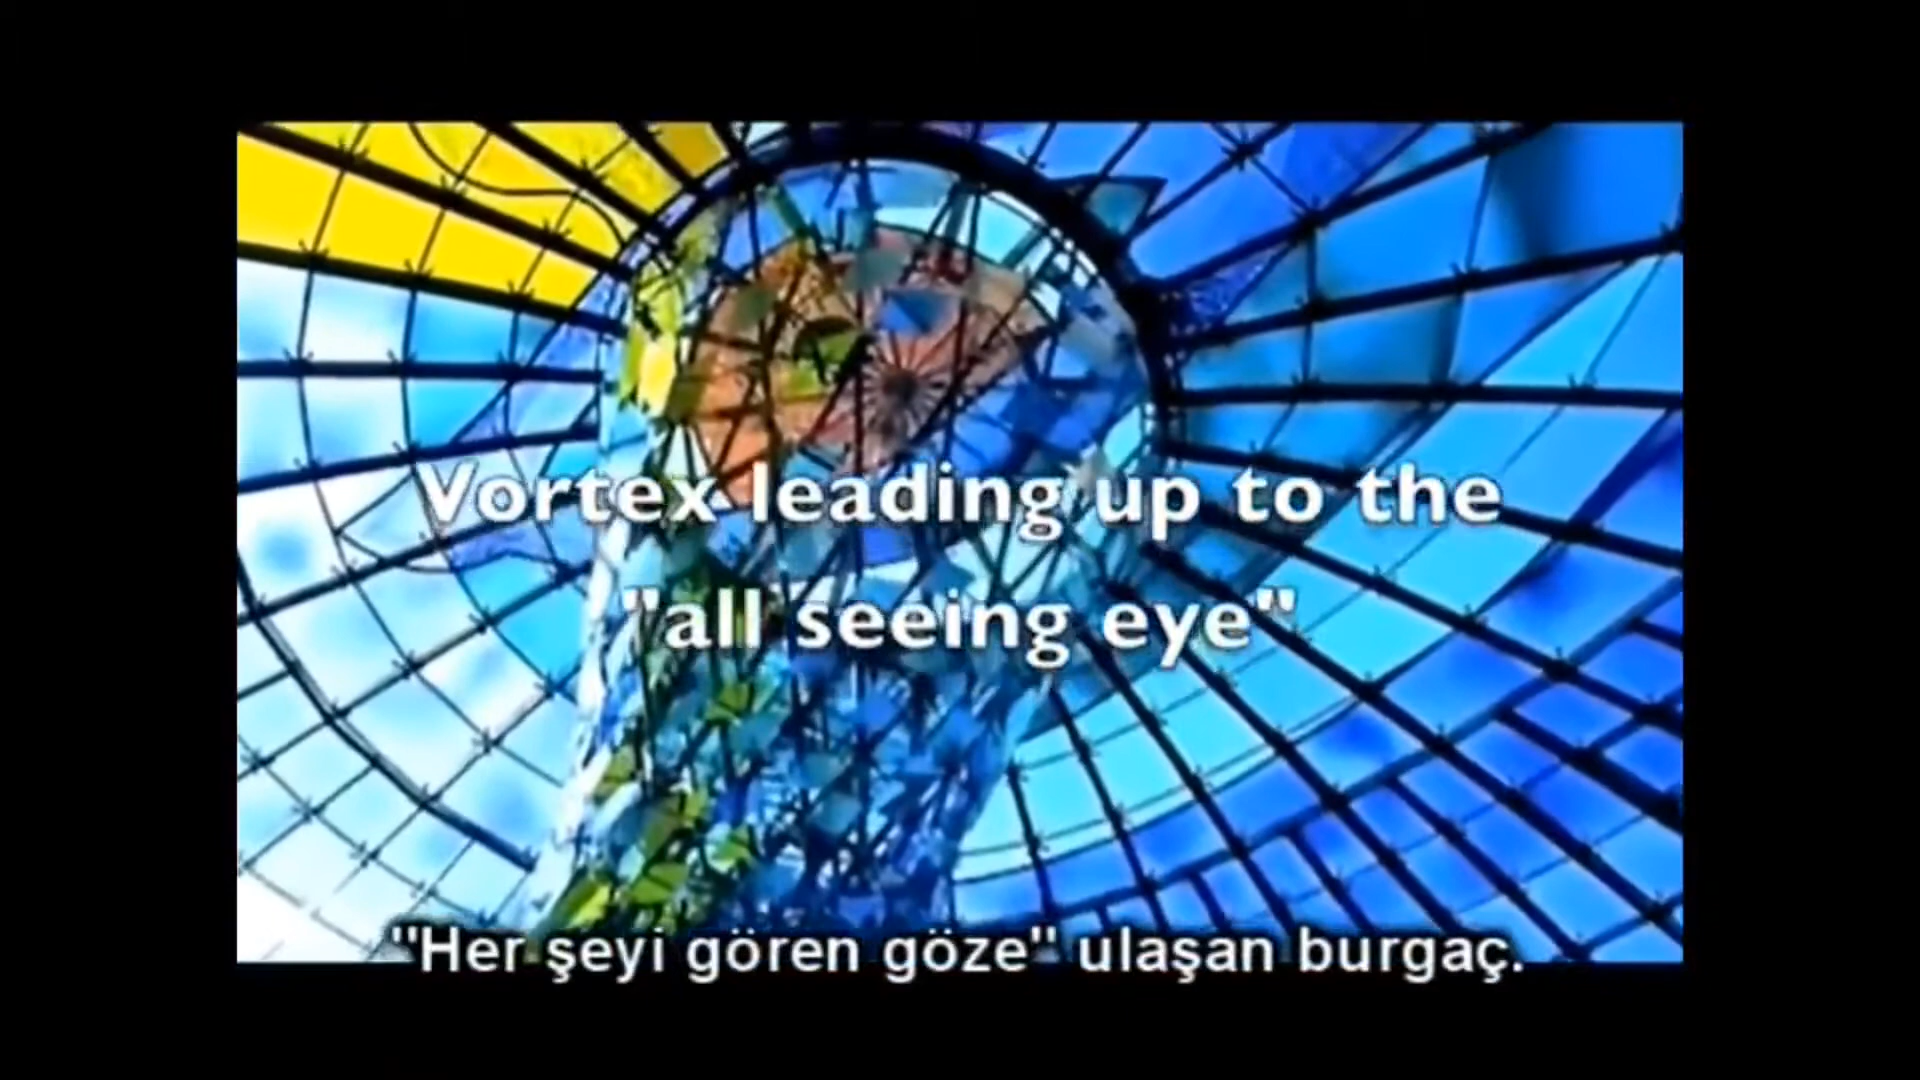 Vortex leading up to the
"all seeing eye"
"Her şeyi gören göze" ulaşan burgaç.